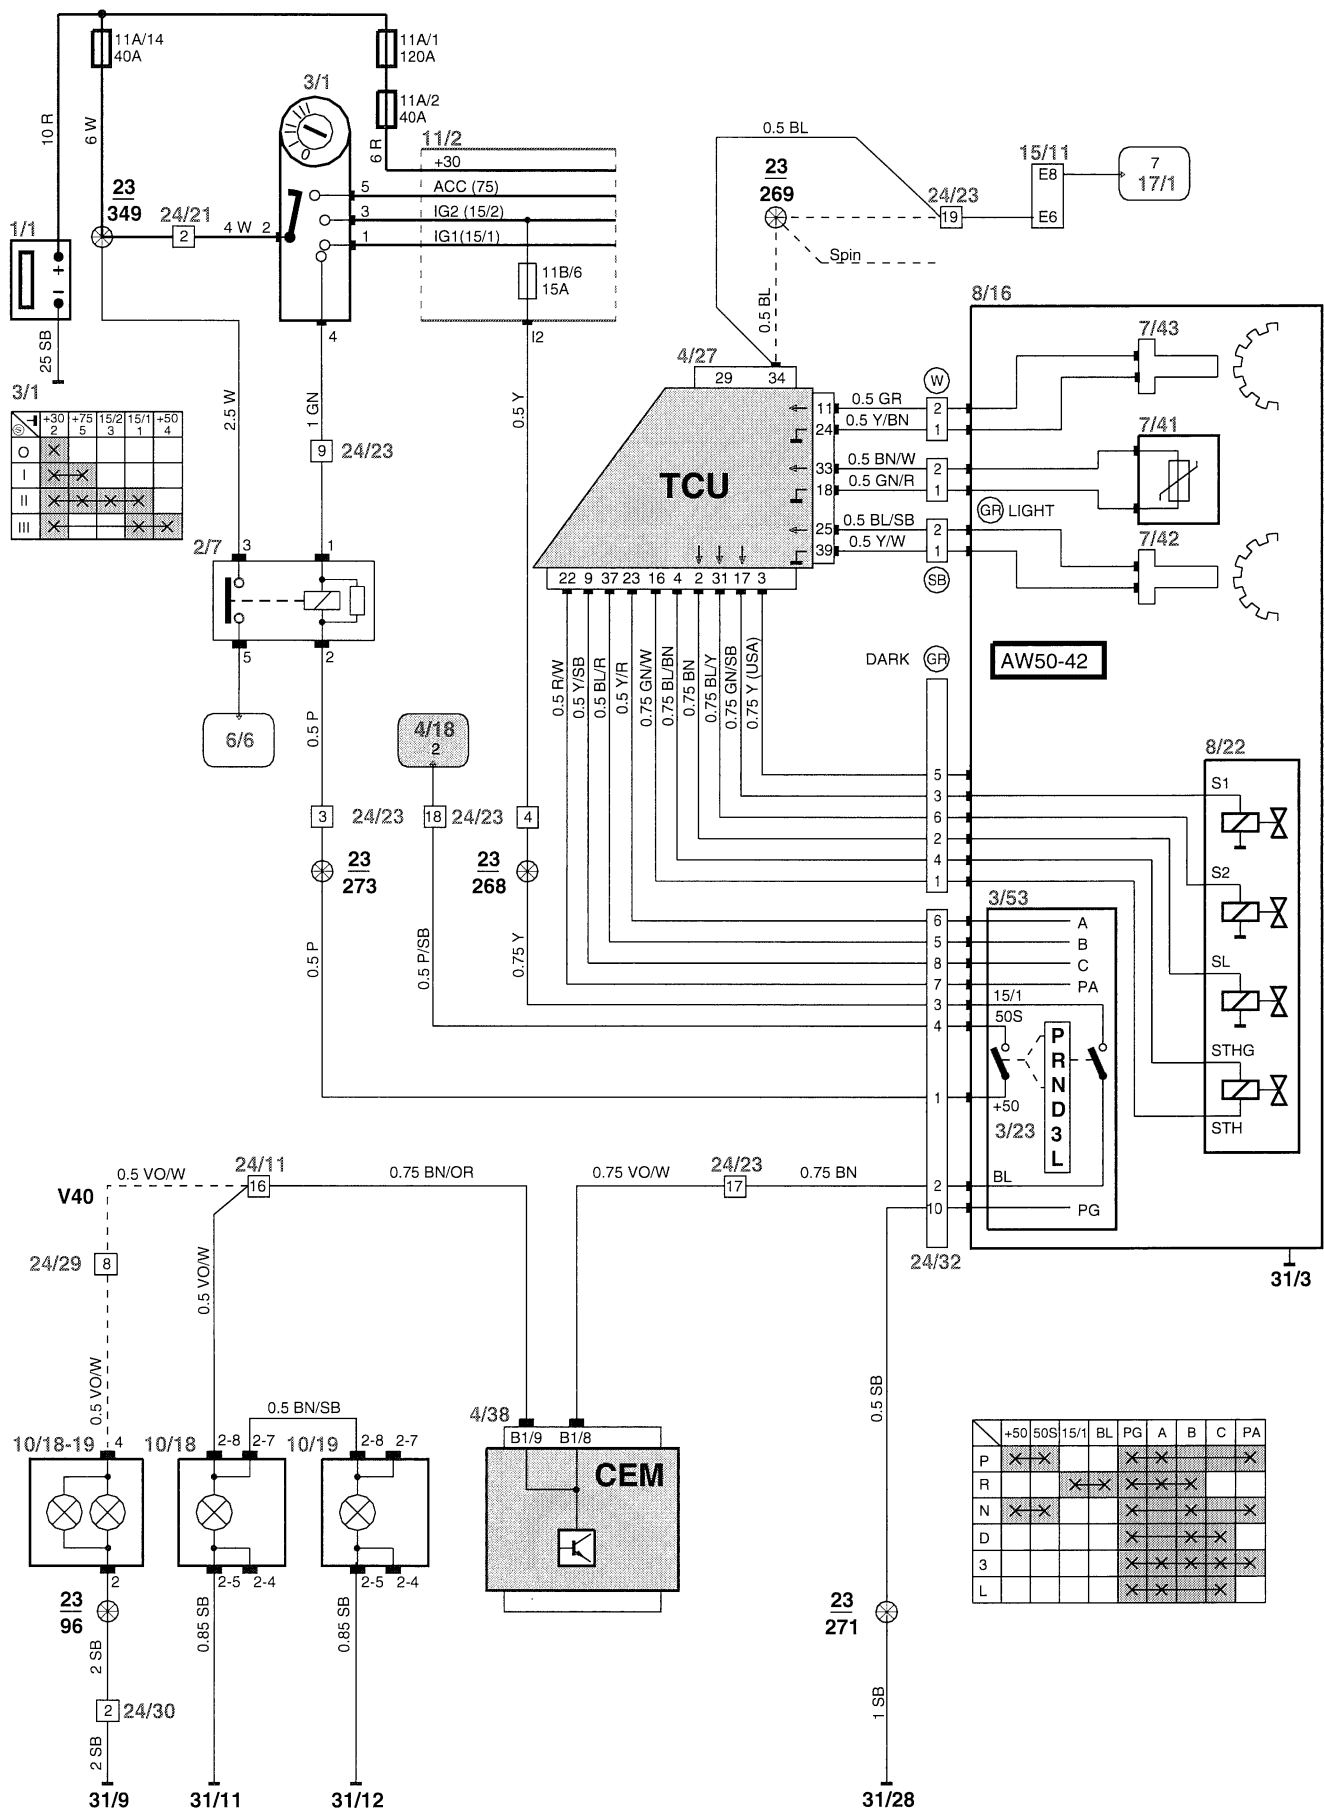 11A/14
40A
11A/1
120A
3/1
11A/2
40A
10 R
6 W
6 R
11/2
+30
ACC (75)
IG2 (15/2)
IG1(15/1)
5
3
1
0
23
349
24/21
2
4 W
2
1/1
+
–
25 SB
11B/6
15A
I2
4
0.5 BL
23
269
24/23
19
15/11
E8
E6
7
17/1
Spin
0.5 BL
3/1
+30 +75 15/2 15/1 +50
2 5 3 1 4
O
I
II
III
2.5 W
1 GN
9
24/23
0.5 Y
2/7
3
1
5
2
6/6
0.5 P
4/18
2
3
24/23
18
24/23
4
23
273
23
268
0.5 P
0.5 P/SB
0.75 Y
4/27
29
34
TCU
11
24
33
18
25
39
0.5 GR
0.5 Y/BN
0.5 BN/W
0.5 GN/R
0.5 BL/SB
0.5 Y/W
W
2
1
2
1
GR LIGHT
2
1
SB
22 9 37 23 16 4 2 31 17 3
0.5 R/W
0.5 Y/SB
0.5 BL/R
0.5 Y/R
0.75 GN/W
0.75 BL/BN
0.75 BN
0.75 BL/Y
0.75 GN/SB
0.75 Y (USA)
8/16
7/43
7/41
7/42
DARK GR
AW50-42
5
3
6
2
4
1
8/22
S1
S2
SL
STHG
STH
3/53
6
5
8
7
3
4
1
2
10
A
B
C
PA
15/1
50S
P
R
N
D
3
L
+50
3/23
BL
PG
24/32
31/3
V40
0.5 VO/W
24/11
16
0.75 BN/OR
0.75 VO/W
24/23
17
0.75 BN
24/29
8
0.5 VO/W
0.5 VO/W
0.5 BN/SB
10/18-19
4
10/18
2-8
2-7
10/19
2-8
2-7
4/38
B1/9
B1/8
CEM
2
2-5
2-4
2-5
2-4
23
96
2 SB
0.85 SB
0.85 SB
2
24/30
2 SB
31/9
31/11
31/12
0.5 SB
23
271
1 SB
31/28
+50 50S 15/1 BL PG A B C PA
P
R
N
D
3
L